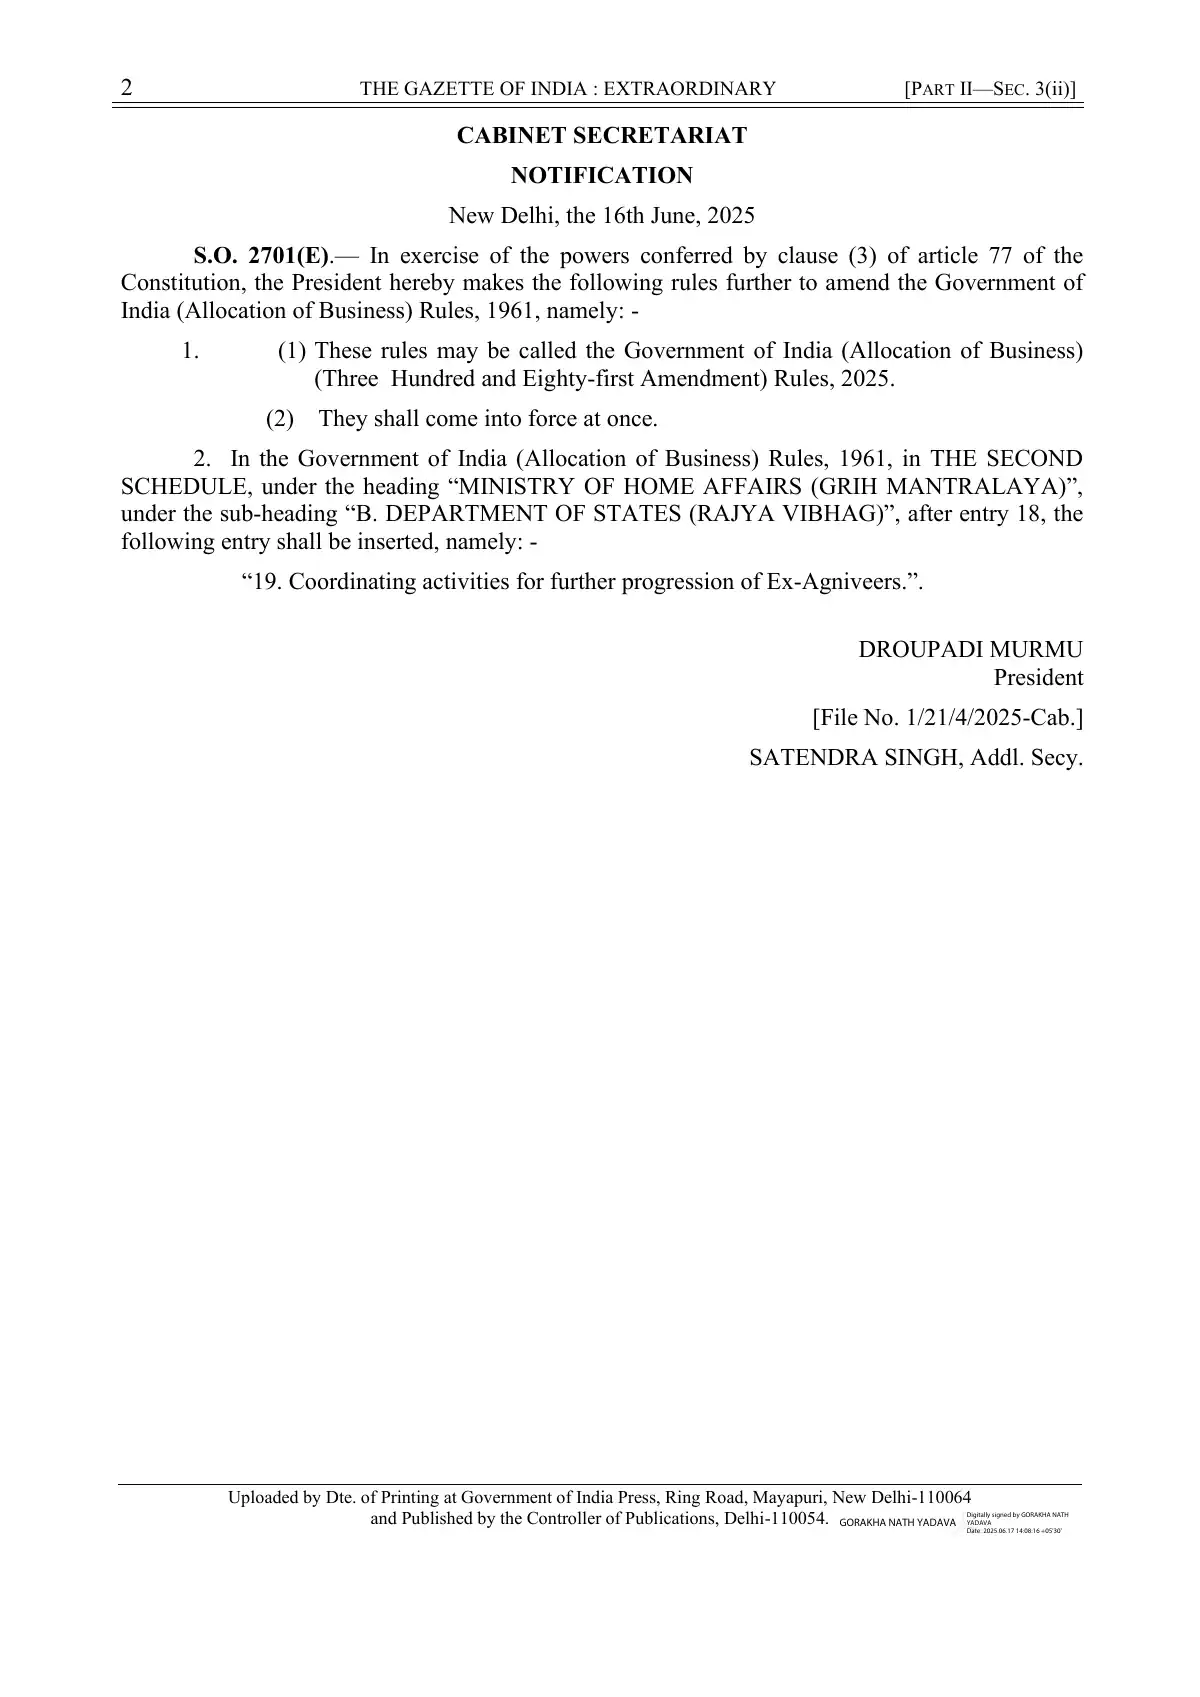 2 THE GAZETTE OF INDIA : EXTRAORDINARY [PART II—SEC. 3(ii)]
CABINET SECRETARIAT
NOTIFICATION
New Delhi, the 16th June, 2025
S.O. 2701(E).— In exercise of the powers conferred by clause (3) of article 77 of the
Constitution, the President hereby makes the following rules further to amend the Government of
India (Allocation of Business) Rules, 1961, namely: -
1. (1) These rules may be called the Government of India (Allocation of Business)
(Three Hundred and Eighty-first Amendment) Rules, 2025.
(2) They shall come into force at once.
2. In the Government of India (Allocation of Business) Rules, 1961, in THE SECOND
SCHEDULE, under the heading “MINISTRY OF HOME AFFAIRS (GRIH MANTRALAYA)”,
under the sub-heading “B. DEPARTMENT OF STATES (RAJYA VIBHAG)”, after entry 18, the
following entry shall be inserted, namely: -
“19. Coordinating activities for further progression of Ex-Agniveers.”.
DROUPADI MURMU
President
[File No. 1/21/4/2025-Cab.]
SATENDRA SINGH, Addl. Secy.
Uploaded by Dte. of Printing at Government of India Press, Ring Road, Mayapuri, New Delhi-110064
and Published by the Controller of Publications, Delhi-110054.
GORAKHA NATH YADAVA
Digitally signed by GORAKHA NATH
YADAVA
Date: 2025.06.17 14:08:16 +05'30'